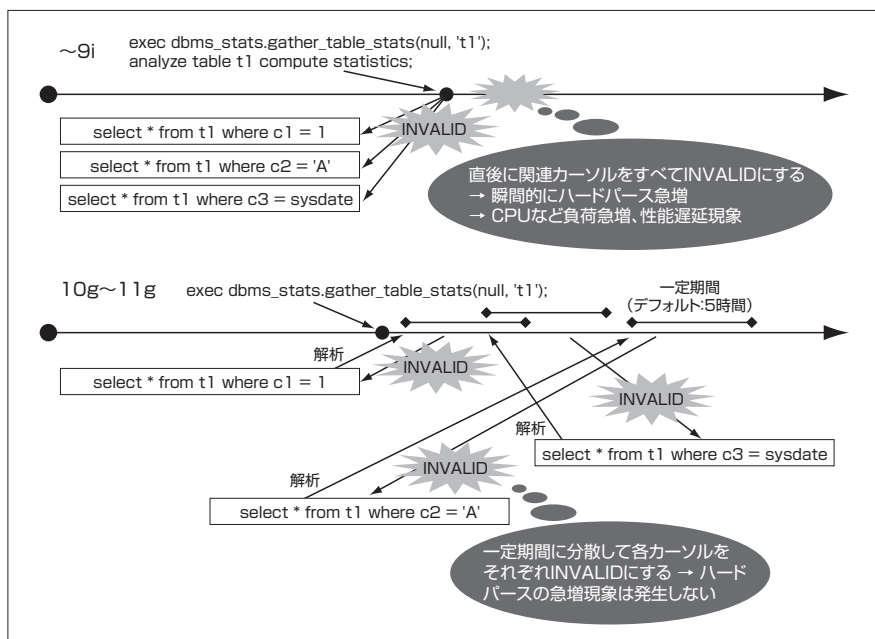 ～9i
exec dbms_stats.gather_table_stats(null, 't1');
analyze table t1 compute statistics;
select * from t1 where c1 = 1
select * from t1 where c2 = 'A'
select * from t1 where c3 = sysdate
INVALID
直後に関連カーソルをすべてINVALIDにする
→ 瞬間的にハードパース急増
→ CPUなど負荷急増、性能遅延現象
10g～11g
exec dbms_stats.gather_table_stats(null, 't1');
一定期間
（デフォルト：5時間）
解析
select * from t1 where c1 = 1
INVALID
INVALID
解析
select * from t1 where c3 = sysdate
解析
INVALID
select * from t1 where c2 = 'A'
一定期間に分散して各カーソルを
それぞれINVALIDにする → ハード
パースの急増現象は発生しない